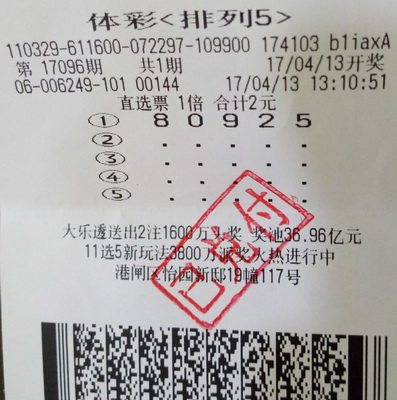 体彩<排列5>
110329-611600-072297-109900 174103 b1iaxA
第 17096期 共1期 17/04/13开奖
06-006249-101 00144 17/04/13 13:10:51
直选票 1倍 合计2元
① 8 0 9 2 5
② . . . . .
③ . . . . .
④ . . . . .
⑤ . . . . .
已兑付
大乐透送出2注1600万头奖 奖池36.96亿元
11选5新玩法3800万派奖火热进行中
港闸区怡园新邸19幢117号